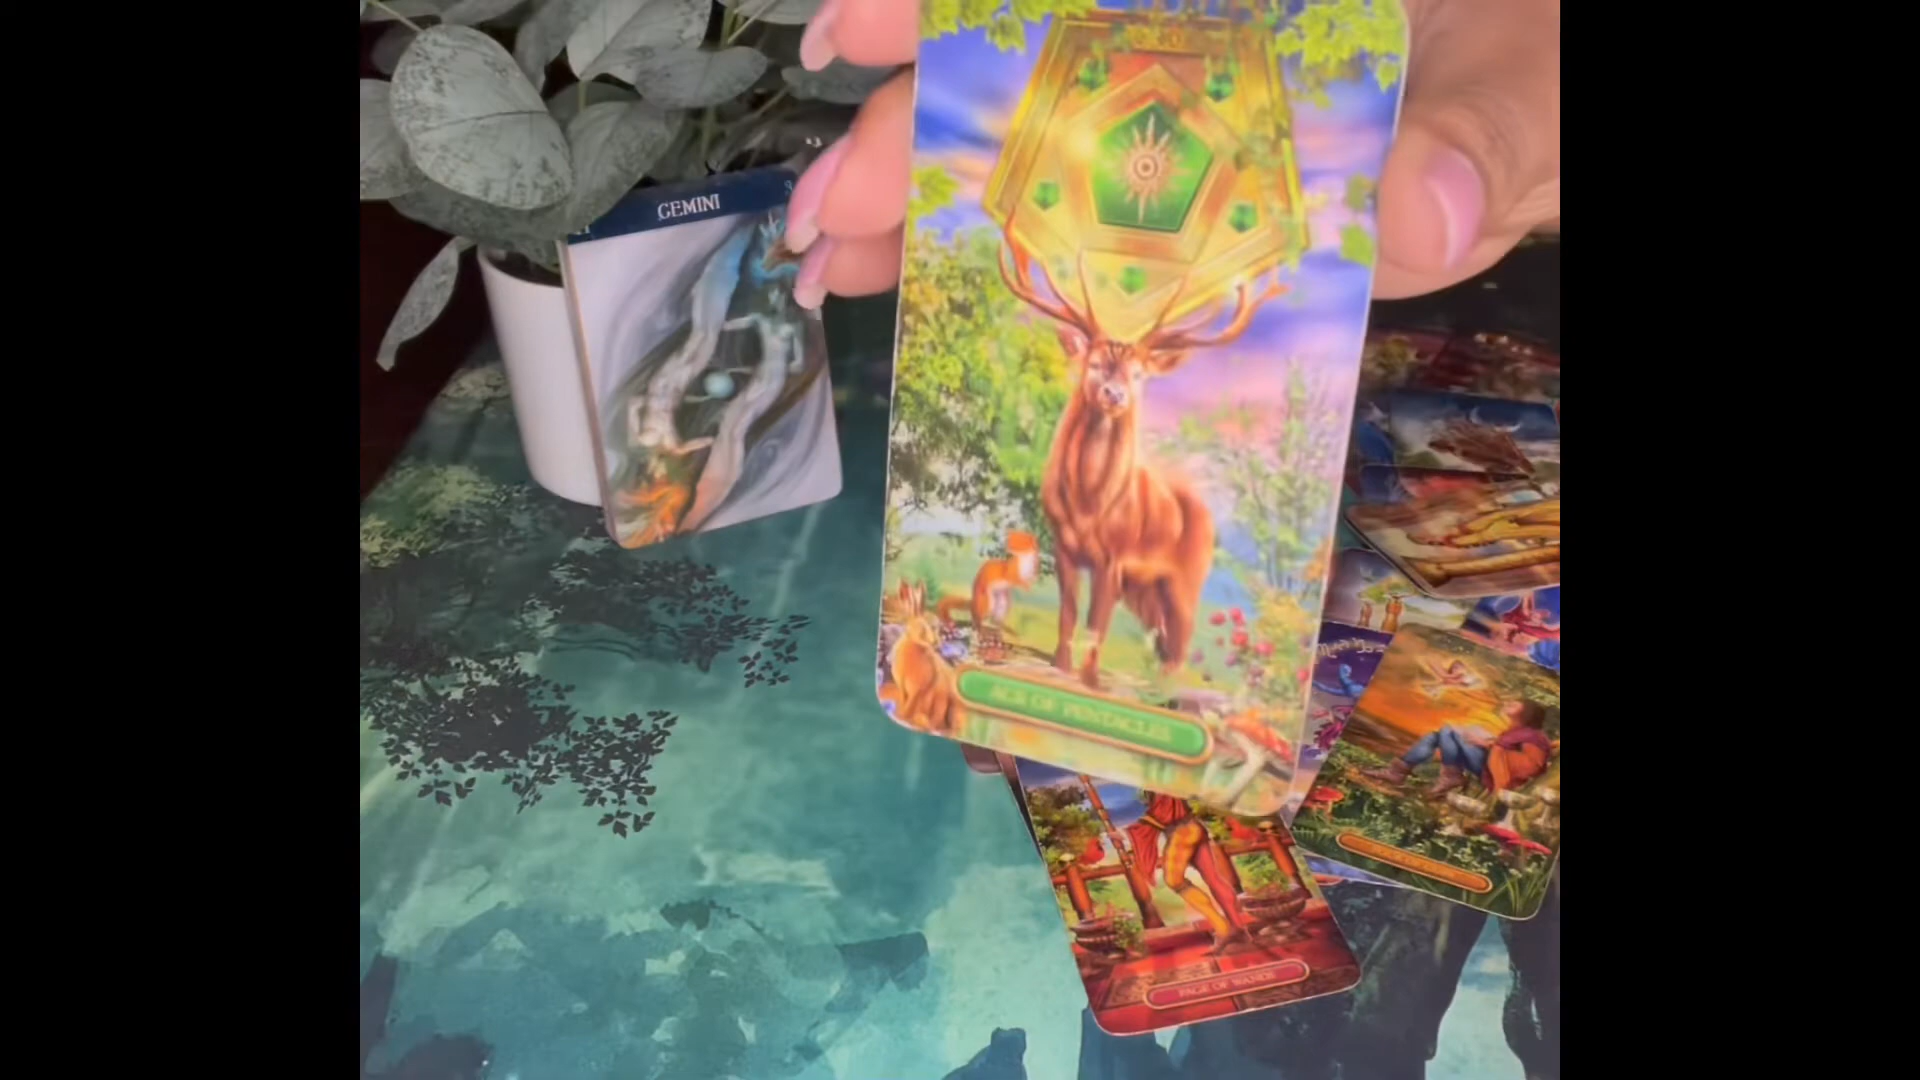 GEMINI
ACE OF PENTACLES
PAGE OF WANDS